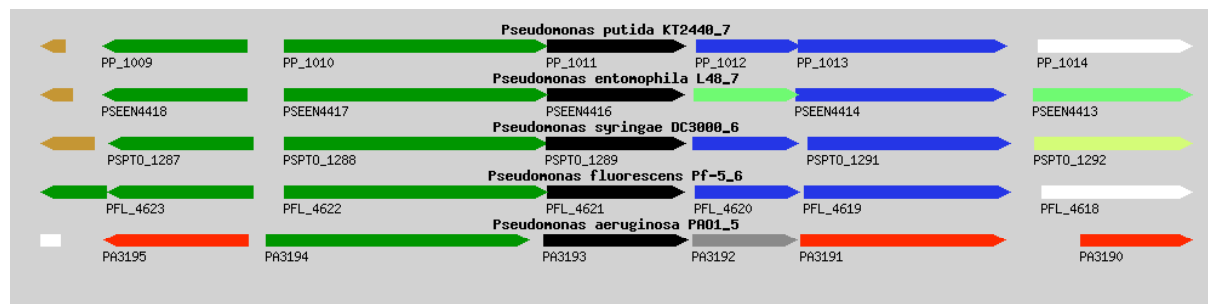 Pseudomonas putida KT2440_7
PP_1009 PP_1010 PP_1011 PP_1012 PP_1013 PP_1014
Pseudomonas entomophila L48_7
PSEEN4418 PSEEN4417 PSEEN4416 PSEEN4414 PSEEN4413
Pseudomonas syringae DC3000_6
PSPTO_1287 PSPTO_1288 PSPTO_1289 PSPTO_1291 PSPTO_1292
Pseudomonas fluorescens Pf-5_6
PFL_4623 PFL_4622 PFL_4621 PFL_4620 PFL_4619 PFL_4618
Pseudomonas aeruginosa PAO1_5
PA3195 PA3194 PA3193 PA3192 PA3191 PA3190